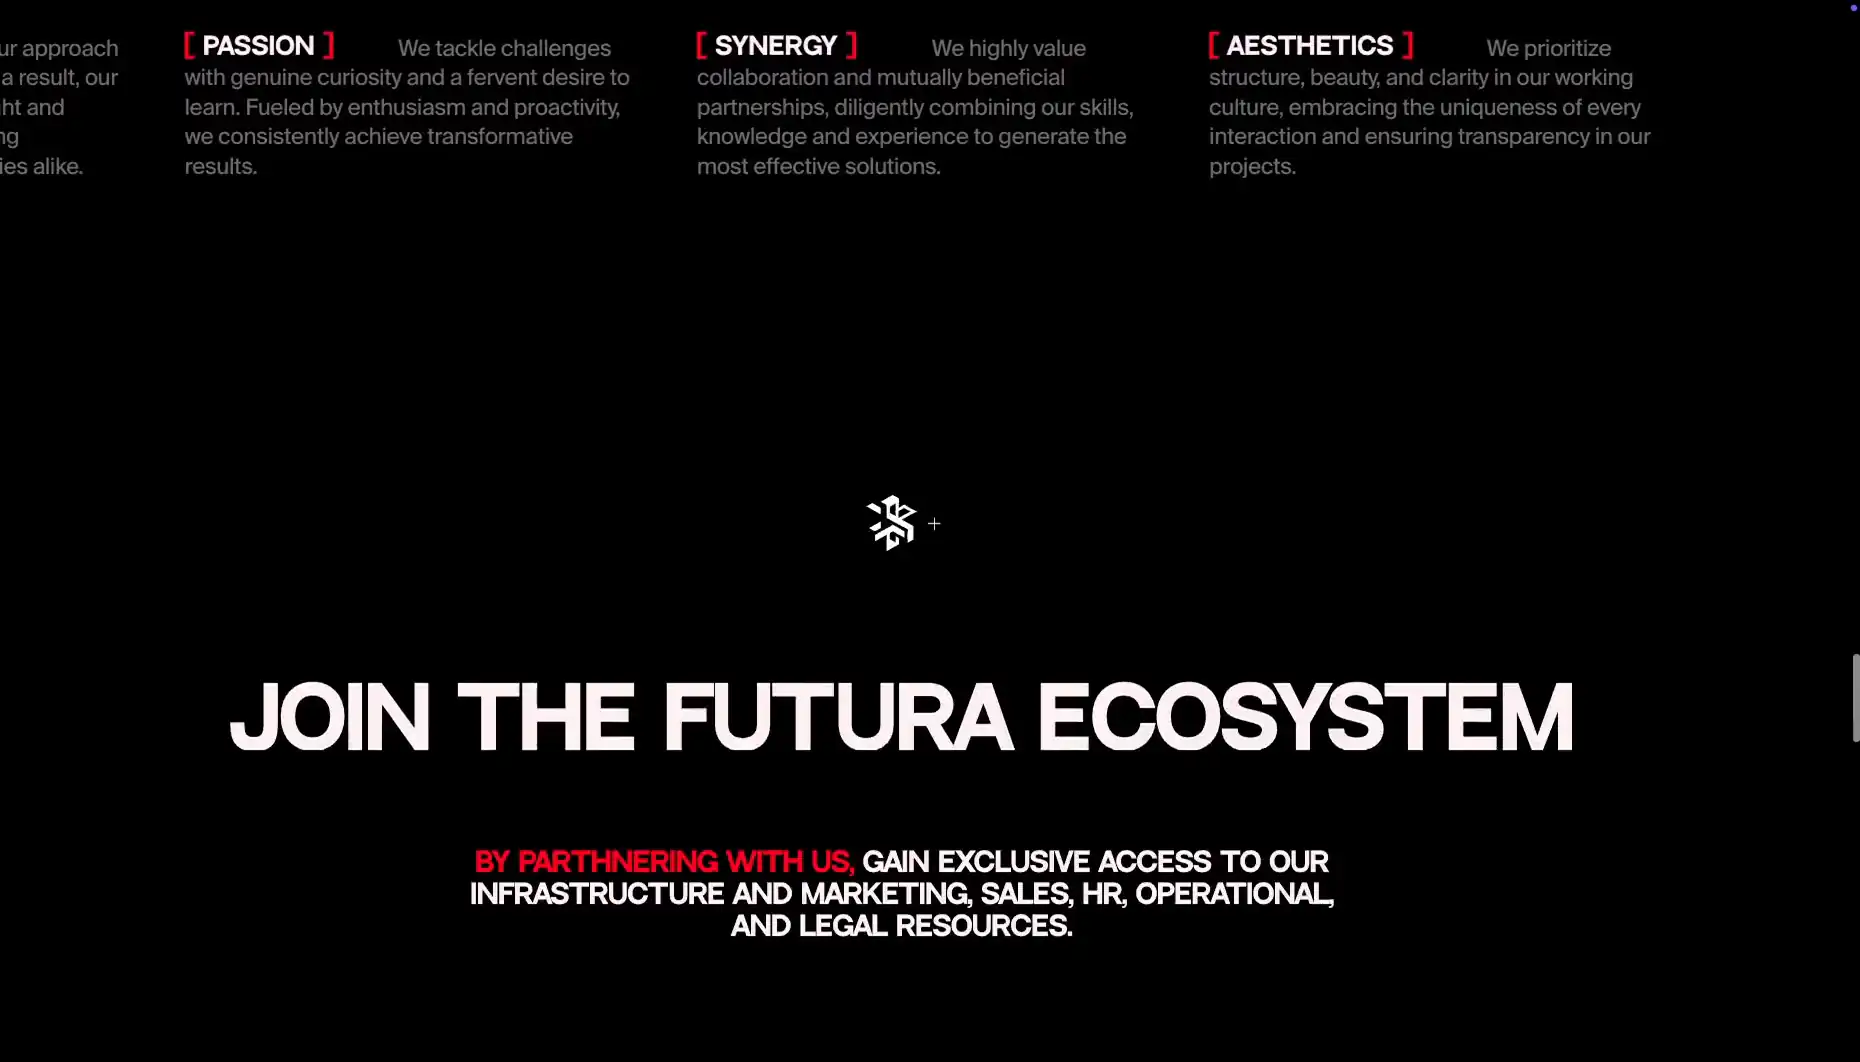 ur approach
a result, our
ht and
ng
ies alike.
[ PASSION ] We tackle challenges
with genuine curiosity and a fervent desire to
learn. Fueled by enthusiasm and proactivity,
we consistently achieve transformative
results.
[ SYNERGY ] We highly value
collaboration and mutually beneficial
partnerships, diligently combining our skills,
knowledge and experience to generate the
most effective solutions.
[ AESTHETICS ] We prioritize
structure, beauty, and clarity in our working
culture, embracing the uniqueness of every
interaction and ensuring transparency in our
projects.
+
JOIN THE FUTURA ECOSYSTEM
BY PARTHNERING WITH US, GAIN EXCLUSIVE ACCESS TO OUR
INFRASTRUCTURE AND MARKETING, SALES, HR, OPERATIONAL,
AND LEGAL RESOURCES.